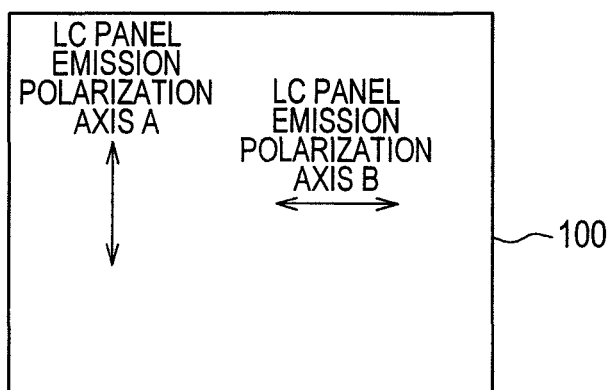 LC PANEL
EMISSION
POLARIZATION
AXIS A
LC PANEL
EMISSION
POLARIZATION
AXIS B
100